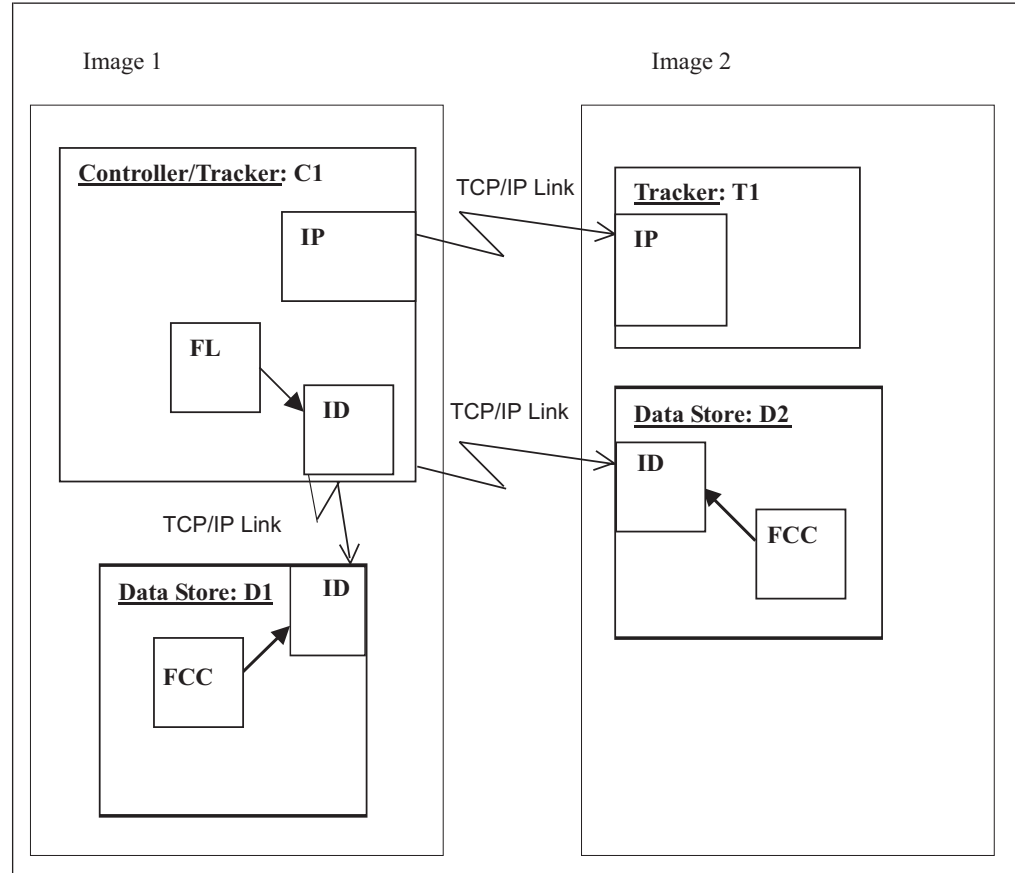 Image 1
Image 2
Controller/Tracker: C1
TCP/IP Link
Tracker: T1
IP
IP
FL
ID
TCP/IP Link
Data Store: D2
ID
TCP/IP Link
FCC
Data Store: D1
ID
FCC